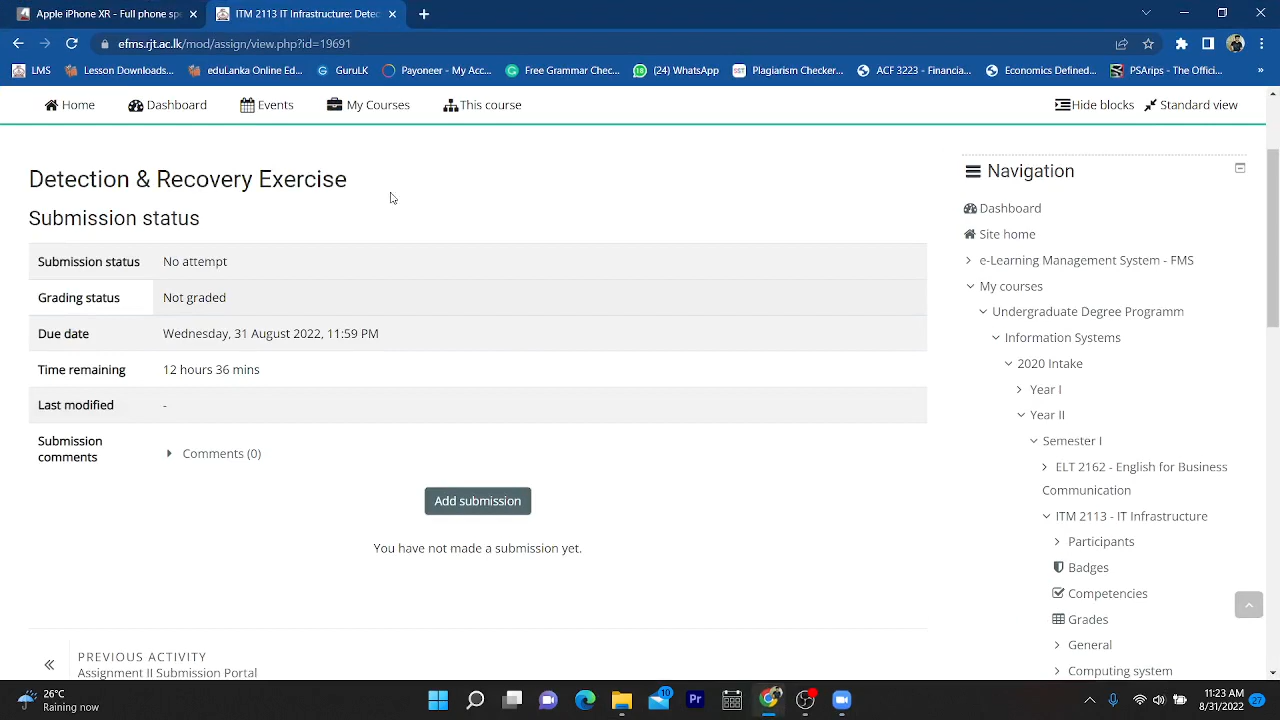 Apple iPhone XR - Full phone spe
ITM 2113 IT Infrastructure: Detec
efms.rjt.ac.lk/mod/assign/view.php?id=19691
LMS
Lesson Downloads...
eduLanka Online Ed...
GuruLK
Payoneer - My Acc...
Free Grammar Chec...
(24) WhatsApp
Plagiarism Checker...
ACF 3223 - Financia...
Economics Defined...
PSArips - The Offici...
»
Home
Dashboard
Events
My Courses
This course
Hide blocks
Standard view
Detection & Recovery Exercise
Submission status
Submission status No attempt
Grading status Not graded
Due date Wednesday, 31 August 2022, 11:59 PM
Time remaining 12 hours 36 mins
Last modified -
Submission
comments
Comments (0)
Add submission
You have not made a submission yet.
PREVIOUS ACTIVITY
Assignment II Submission Portal
Navigation
Dashboard
Site home
e-Learning Management System - FMS
My courses
Undergraduate Degree Programm
Information Systems
2020 Intake
Year I
Year II
Semester I
ELT 2162 - English for Business
Communication
ITM 2113 - IT Infrastructure
Participants
Badges
Competencies
Grades
General
Computing system
26°C
Raining now
10
Pr
11:23 AM
8/31/2022
27